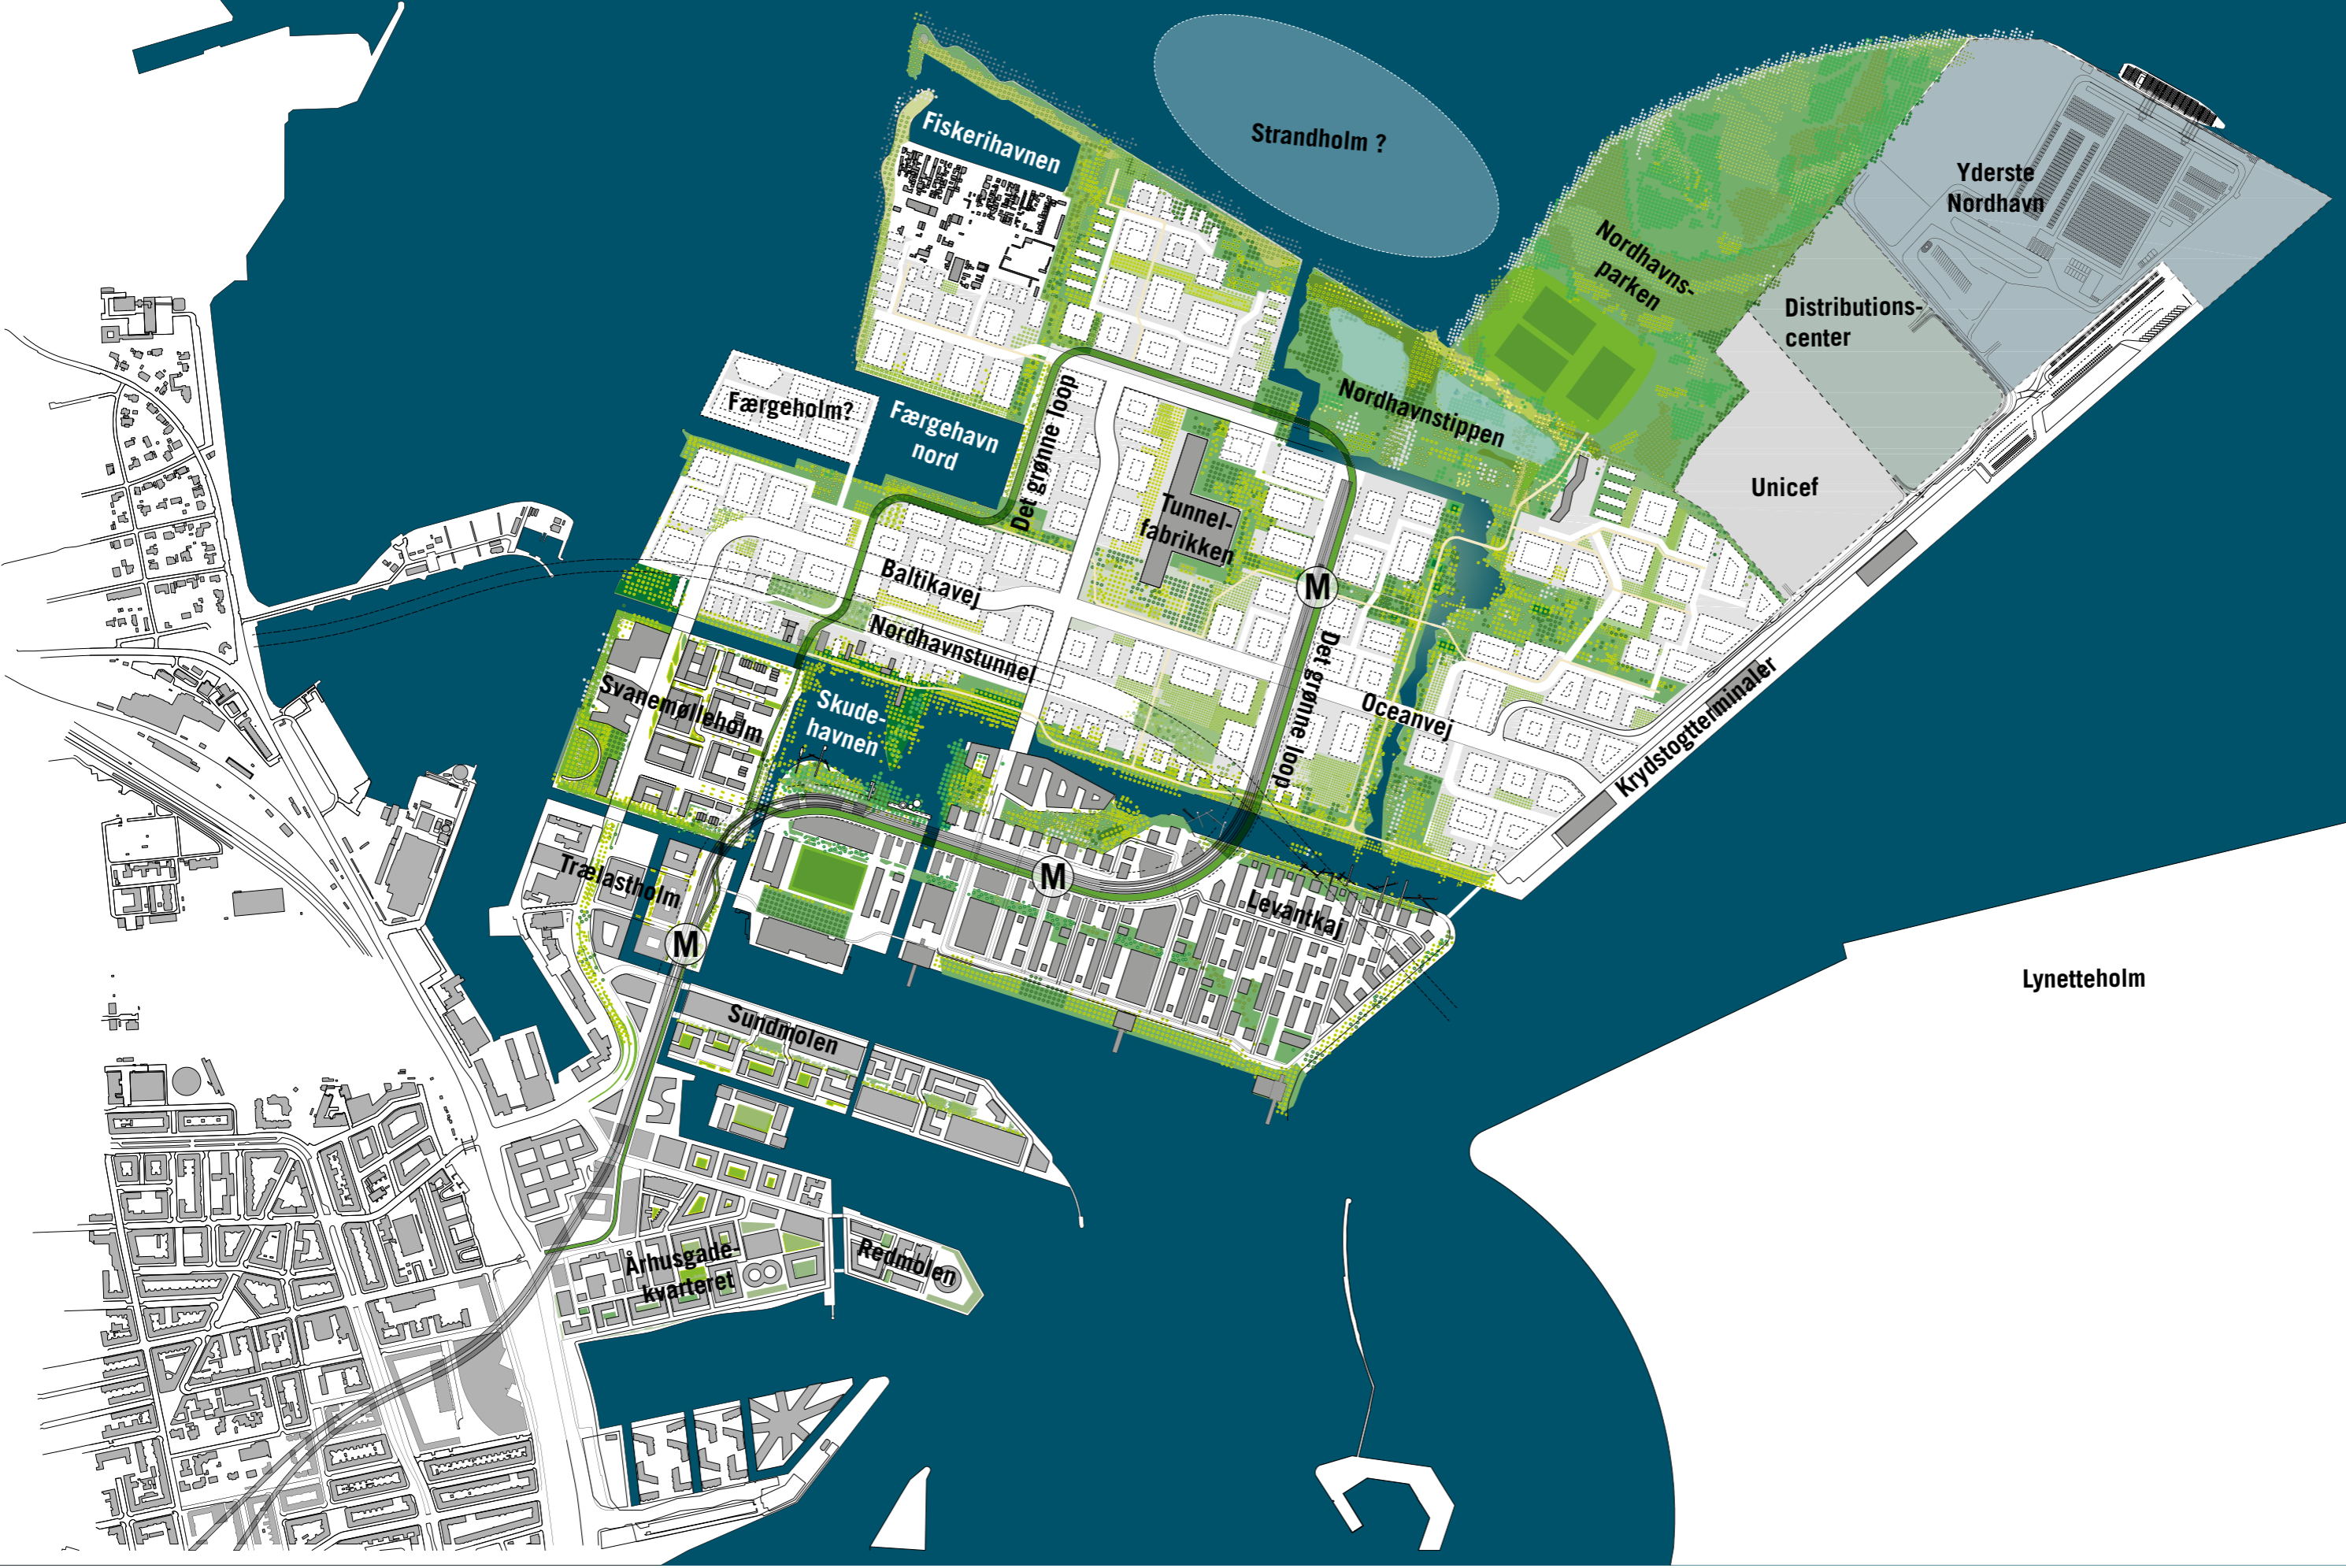 Fiskerihavnen
Strandholm ?
Yderste
Nordhavn
Nordhavns-
parken
Distributions-
center
Færgeholm?
Færgehavn
nord
Det grønne loop
Nordhavnstippen
Unicef
Tunnel-
fabrikken
Baltikavej
M
Nordhavnstunnel
Svanemølleholm
Skude-
havnen
Det grønne loop
Oceanvej
Krydstogtterminaler
Trælastholm
M
Levantkaj
M
Lynetteholm
Sundmolen
Århusgade-
kvarteret
Redmolen